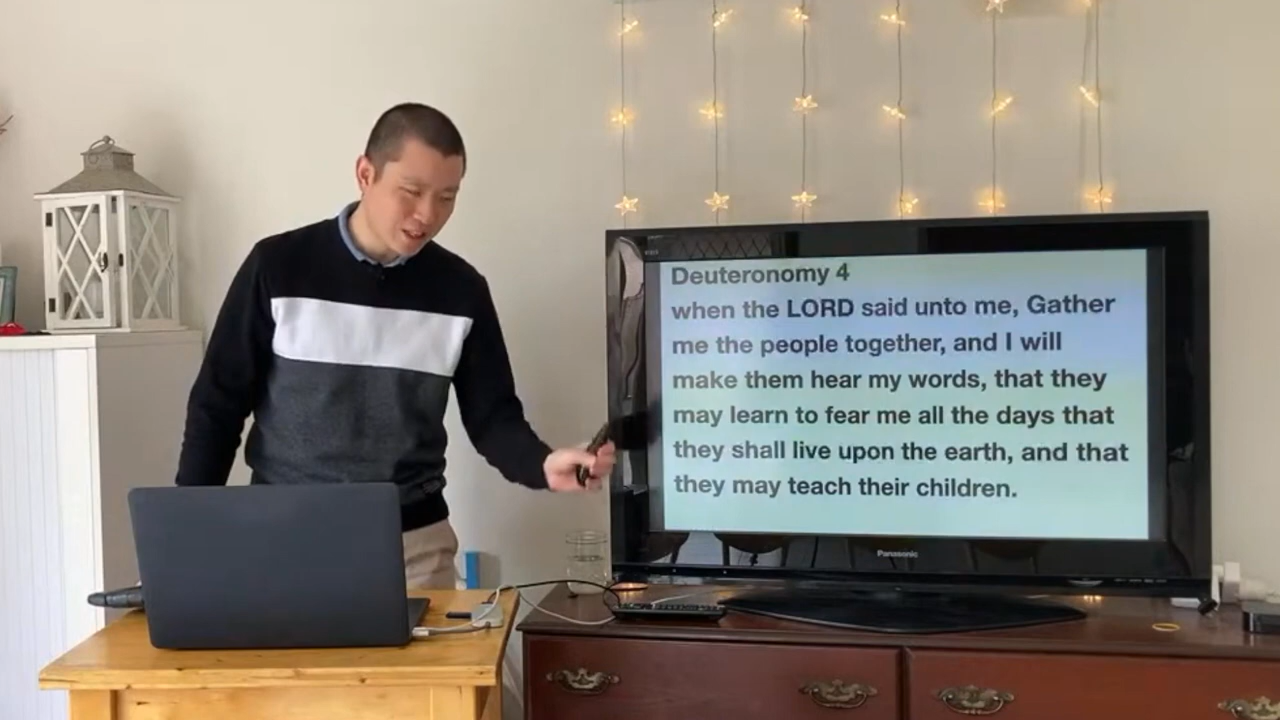 Deuteronomy 4
when the LORD said unto me, Gather
me the people together, and I will
make them hear my words, that they
may learn to fear me all the days that
they shall live upon the earth, and that
they may teach their children.
Panasonic